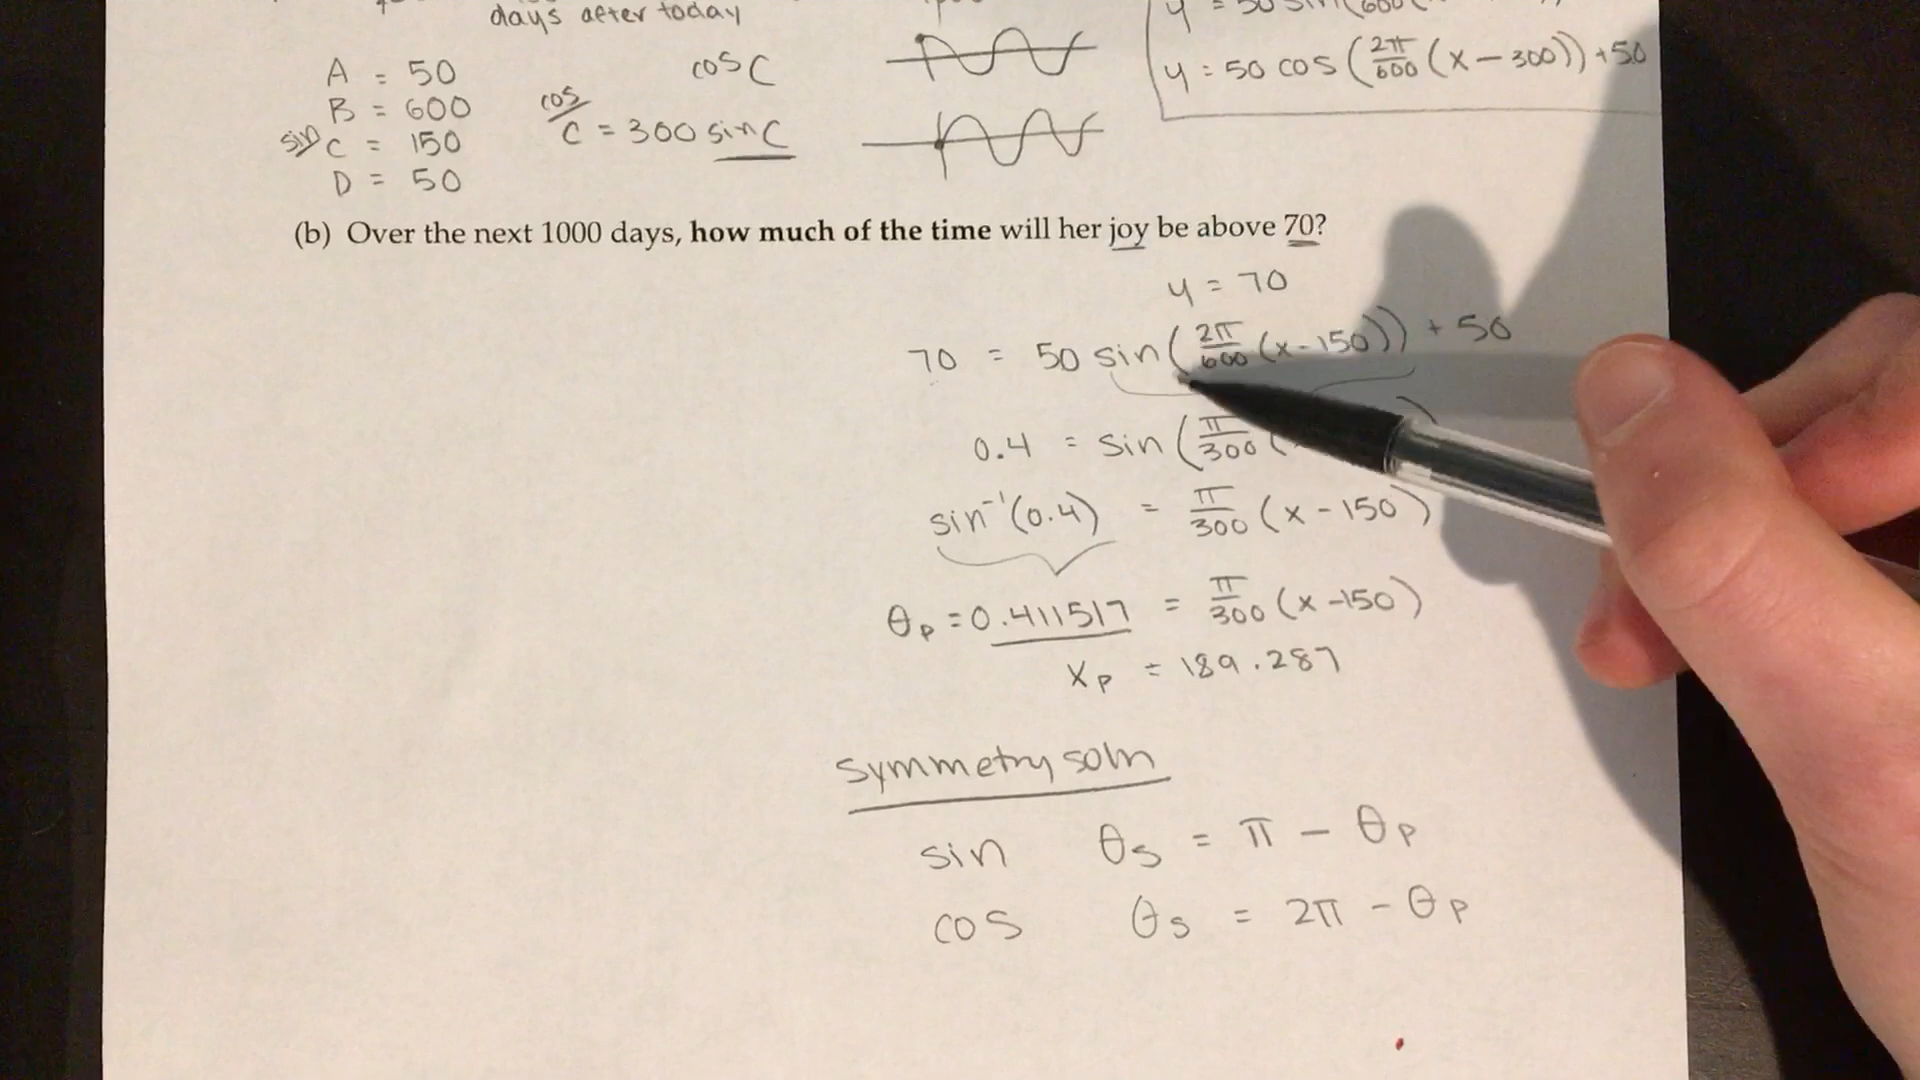 days after today
y = 50 sin(600(
y = 50 cos (2π/600 (x - 300)) + 50
A = 50
B = 600
sin C = 150
D = 50
cos C
cos C = 300 sin C
(b) Over the next 1000 days, how much of the time will her joy be above 70?
y = 70
70 = 50 sin(2π/600 (x-150)) + 50
0.4 = sin(π/300 (
sin⁻¹(0.4) = π/300 (x - 150)
θp = 0.411517 = π/300 (x - 150)
xp = 189.287
Symmetry soln
sin θs = π - θp
cos θs = 2π - θp